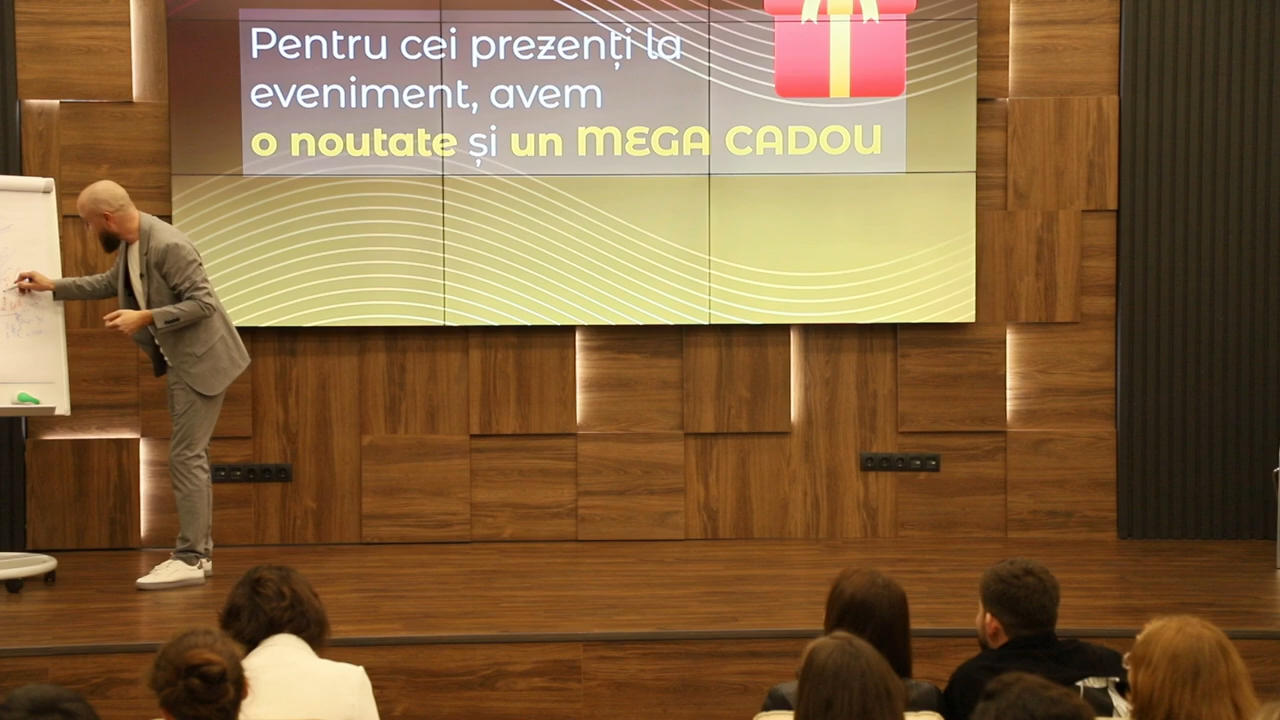 Pentru cei prezenți la
eveniment, avem
o noutate și un MEGA CADOU